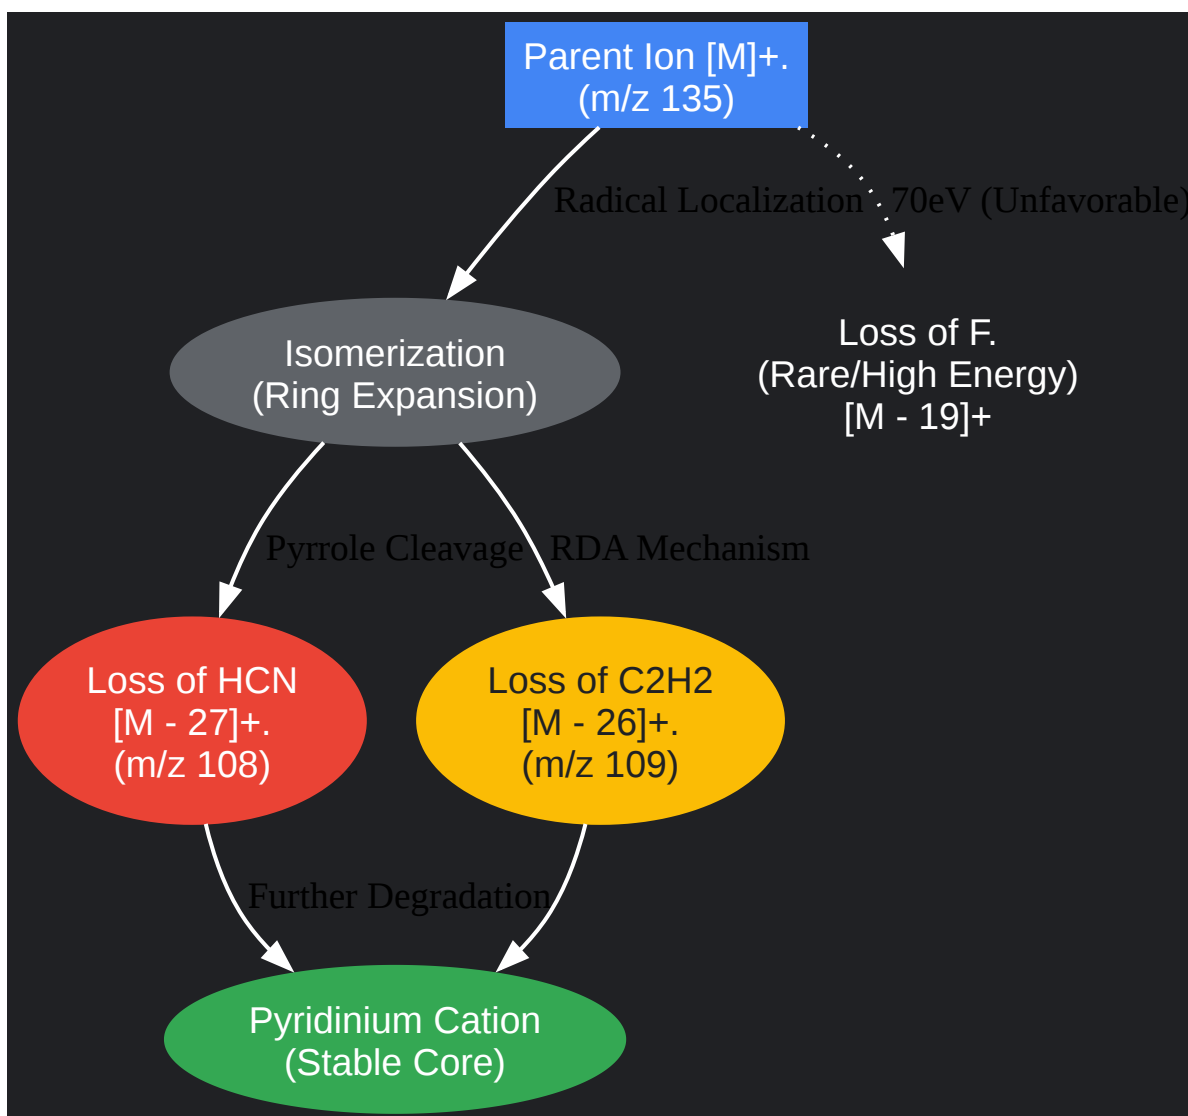 Parent Ion [M]+.
(m/z 135)
Radical Localization
70eV (Unfavorable)
Isomerization
(Ring Expansion)
Loss of F.
(Rare/High Energy)
[M - 19]+
Pyrrole Cleavage
RDA Mechanism
Loss of HCN
[M - 27]+.
(m/z 108)
Loss of C2H2
[M - 26]+.
(m/z 109)
Further Degradation
Pyridinium Cation
(Stable Core)